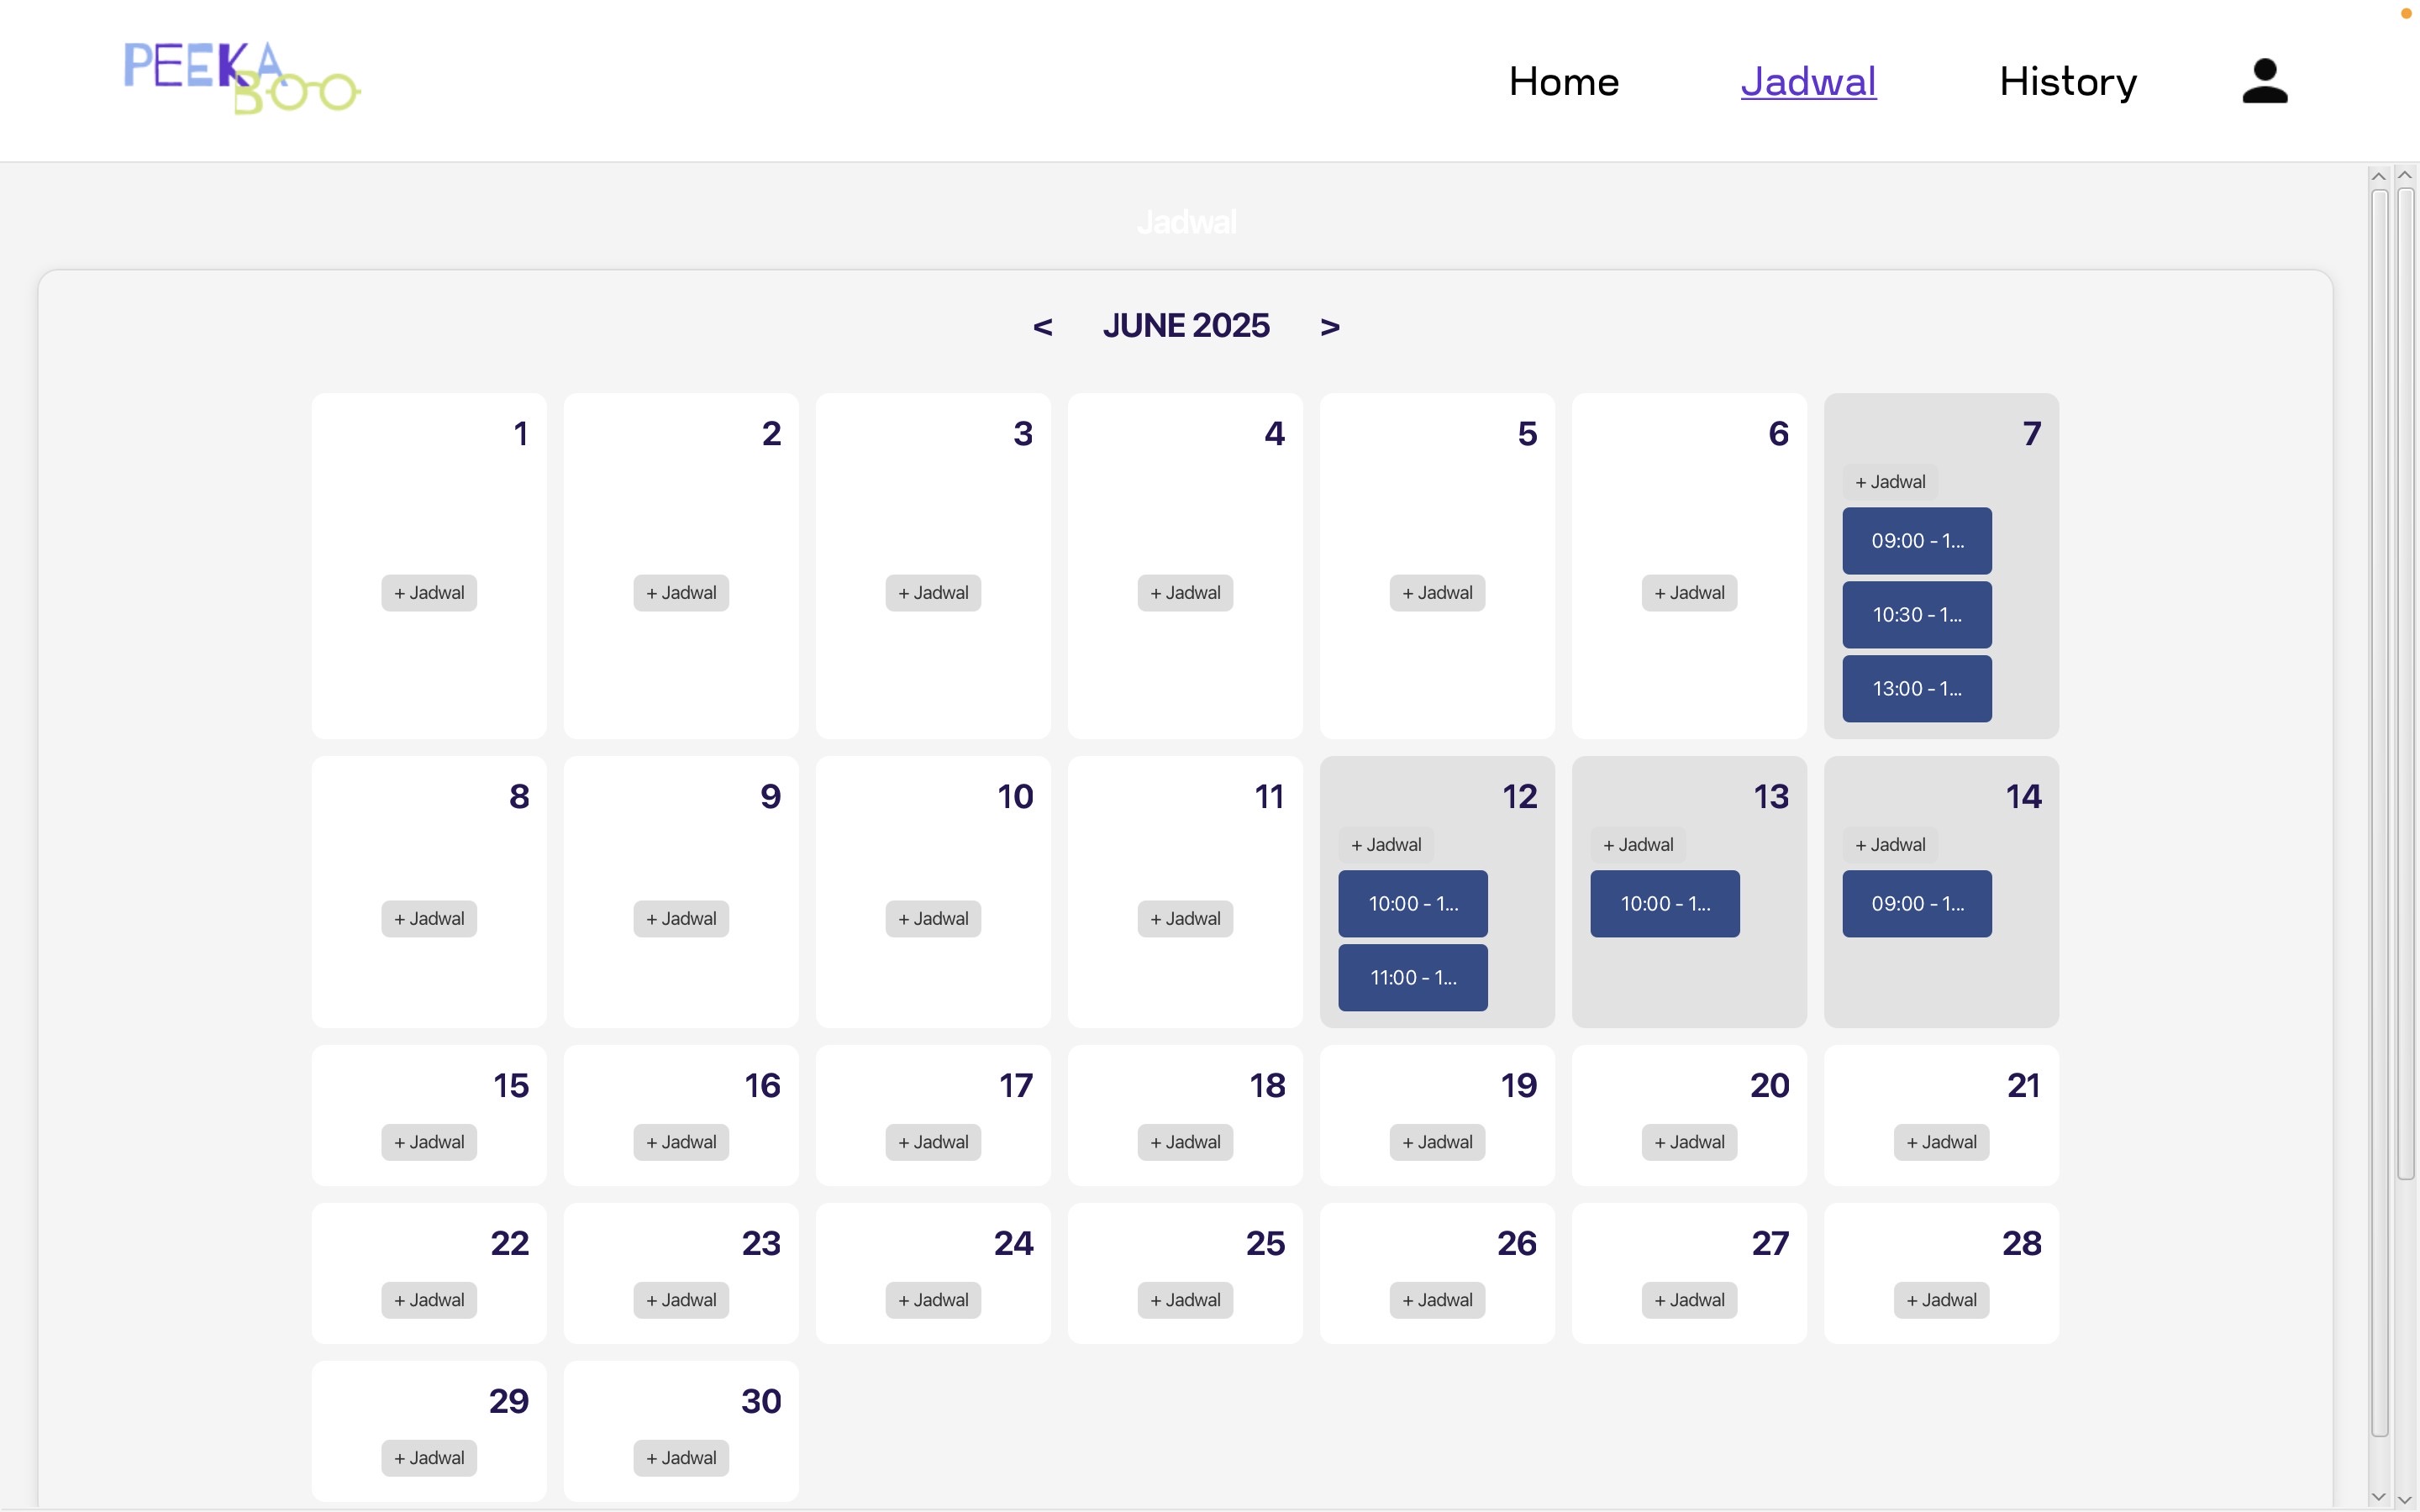 PEEKA
BOO
Home Jadwal History
Jadwal
< JUNE 2025 >
1 2 3 4 5 6 7
+ Jadwal
09:00 - 1...
+ Jadwal + Jadwal + Jadwal + Jadwal + Jadwal + Jadwal
10:30 - 1...
13:00 - 1...
8 9 10 11 12 13 14
+ Jadwal + Jadwal + Jadwal
+ Jadwal + Jadwal + Jadwal + Jadwal 10:00 - 1... 10:00 - 1... 09:00 - 1...
11:00 - 1...
15 16 17 18 19 20 21
+ Jadwal + Jadwal + Jadwal + Jadwal + Jadwal + Jadwal + Jadwal
22 23 24 25 26 27 28
+ Jadwal + Jadwal + Jadwal + Jadwal + Jadwal + Jadwal + Jadwal
29 30
+ Jadwal + Jadwal